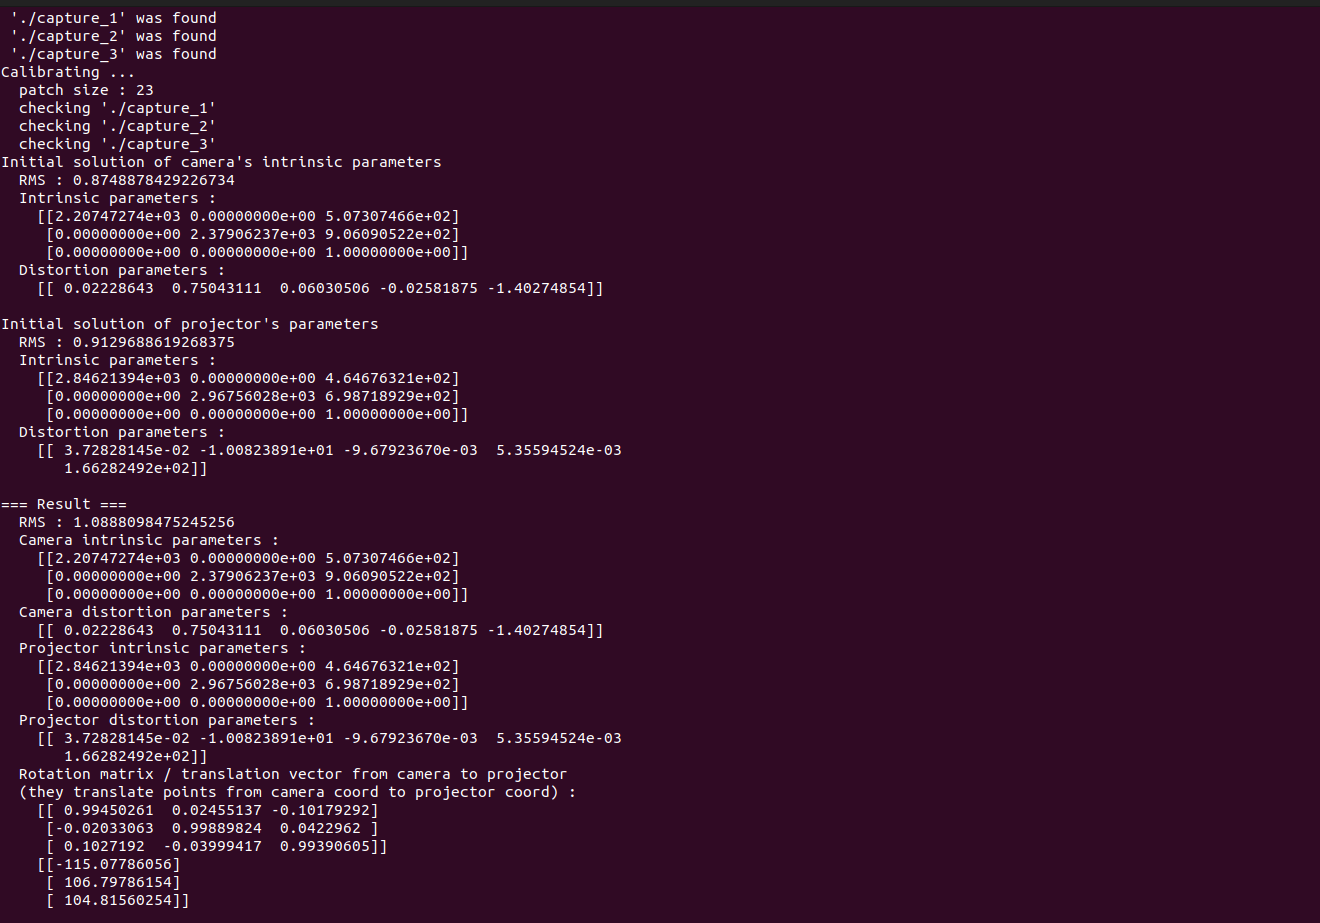 './capture_1' was found
'./capture_2' was found
'./capture_3' was found
Calibrating ...
patch size : 23
checking './capture_1'
checking './capture_2'
checking './capture_3'
Initial solution of camera's intrinsic parameters
RMS : 0.8748878429226734
Intrinsic parameters :
[[2.20747274e+03 0.00000000e+00 5.07307466e+02]
[0.00000000e+00 2.37906237e+03 9.06090522e+02]
[0.00000000e+00 0.00000000e+00 1.00000000e+00]]
Distortion parameters :
[[ 0.02228643  0.75043111  0.06030506 -0.02581875 -1.40274854]]
Initial solution of projector's parameters
RMS : 0.9129688619268375
Intrinsic parameters :
[[2.84621394e+03 0.00000000e+00 4.64676321e+02]
[0.00000000e+00 2.96756028e+03 6.98718929e+02]
[0.00000000e+00 0.00000000e+00 1.00000000e+00]]
Distortion parameters :
[[ 3.72828145e-02 -1.00823891e+01 -9.67923670e-03  5.35594524e-03
1.66282492e+02]]
=== Result ===
RMS : 1.0888098475245256
Camera intrinsic parameters :
[[2.20747274e+03 0.00000000e+00 5.07307466e+02]
[0.00000000e+00 2.37906237e+03 9.06090522e+02]
[0.00000000e+00 0.00000000e+00 1.00000000e+00]]
Camera distortion parameters :
[[ 0.02228643  0.75043111  0.06030506 -0.02581875 -1.40274854]]
Projector intrinsic parameters :
[[2.84621394e+03 0.00000000e+00 4.64676321e+02]
[0.00000000e+00 2.96756028e+03 6.98718929e+02]
[0.00000000e+00 0.00000000e+00 1.00000000e+00]]
Projector distortion parameters :
[[ 3.72828145e-02 -1.00823891e+01 -9.67923670e-03  5.35594524e-03
1.66282492e+02]]
Rotation matrix / translation vector from camera to projector
(they translate points from camera coord to projector coord) :
[[ 0.99450261  0.02455137 -0.10179292]
[-0.02033063  0.99889824  0.0422962 ]
[ 0.1027192  -0.03999417  0.99390605]]
[[-115.07786056]
[ 106.79786154]
[ 104.81560254]]